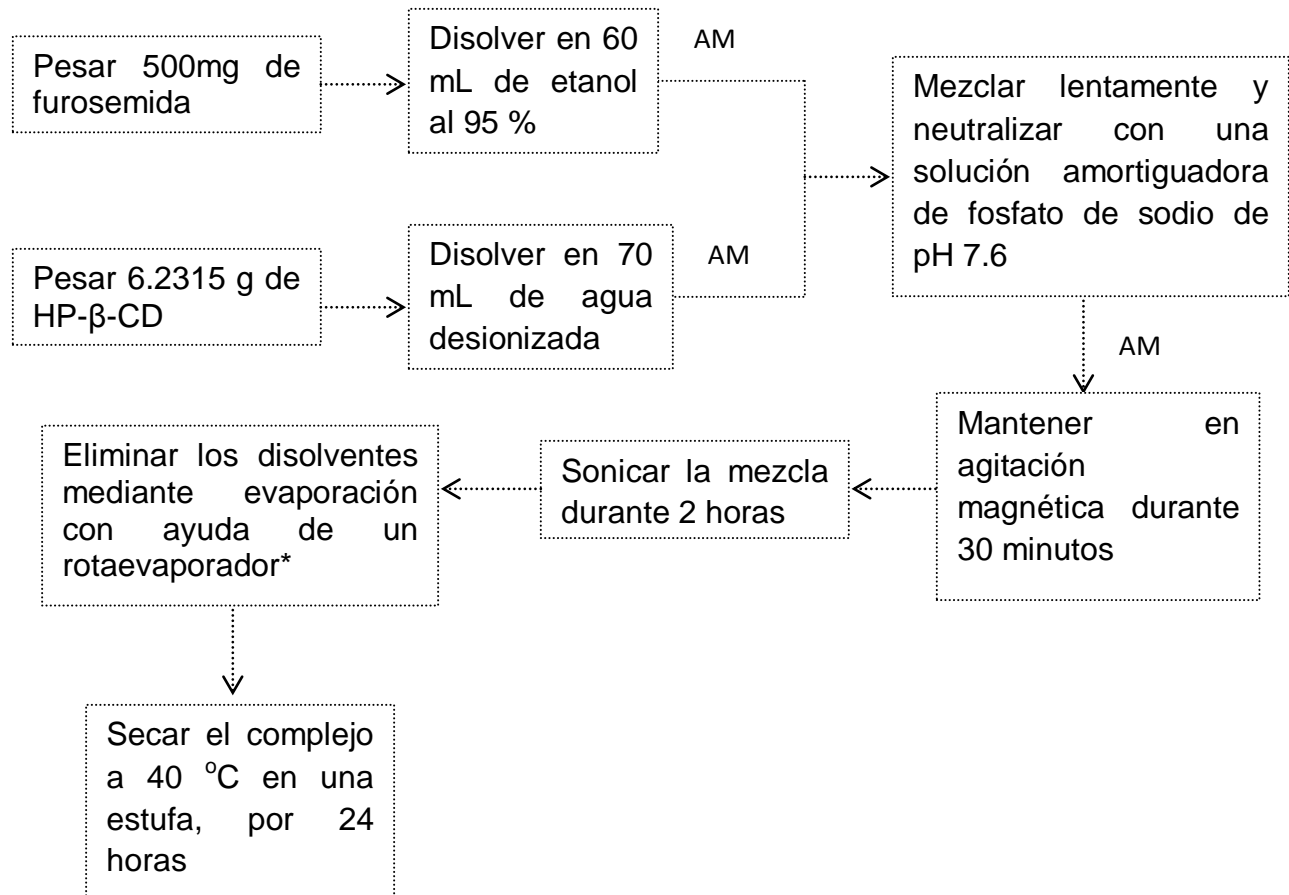 Pesar 500mg de
furosemida
Disolver en 60
mL de etanol
al 95 %
AM
Pesar 6.2315 g de
HP-β-CD
Disolver en 70
mL de agua
desionizada
AM
Mezclar lentamente y
neutralizar con una
solución amortiguadora
de fosfato de sodio de
pH 7.6
AM
Mantener en
agitación
magnética durante
30 minutos
Sonicar la mezcla
durante 2 horas
Eliminar los disolventes
mediante evaporación
con ayuda de un
rotaevaporador*
Secar el complejo
a 40 °C en una
estufa, por 24
horas